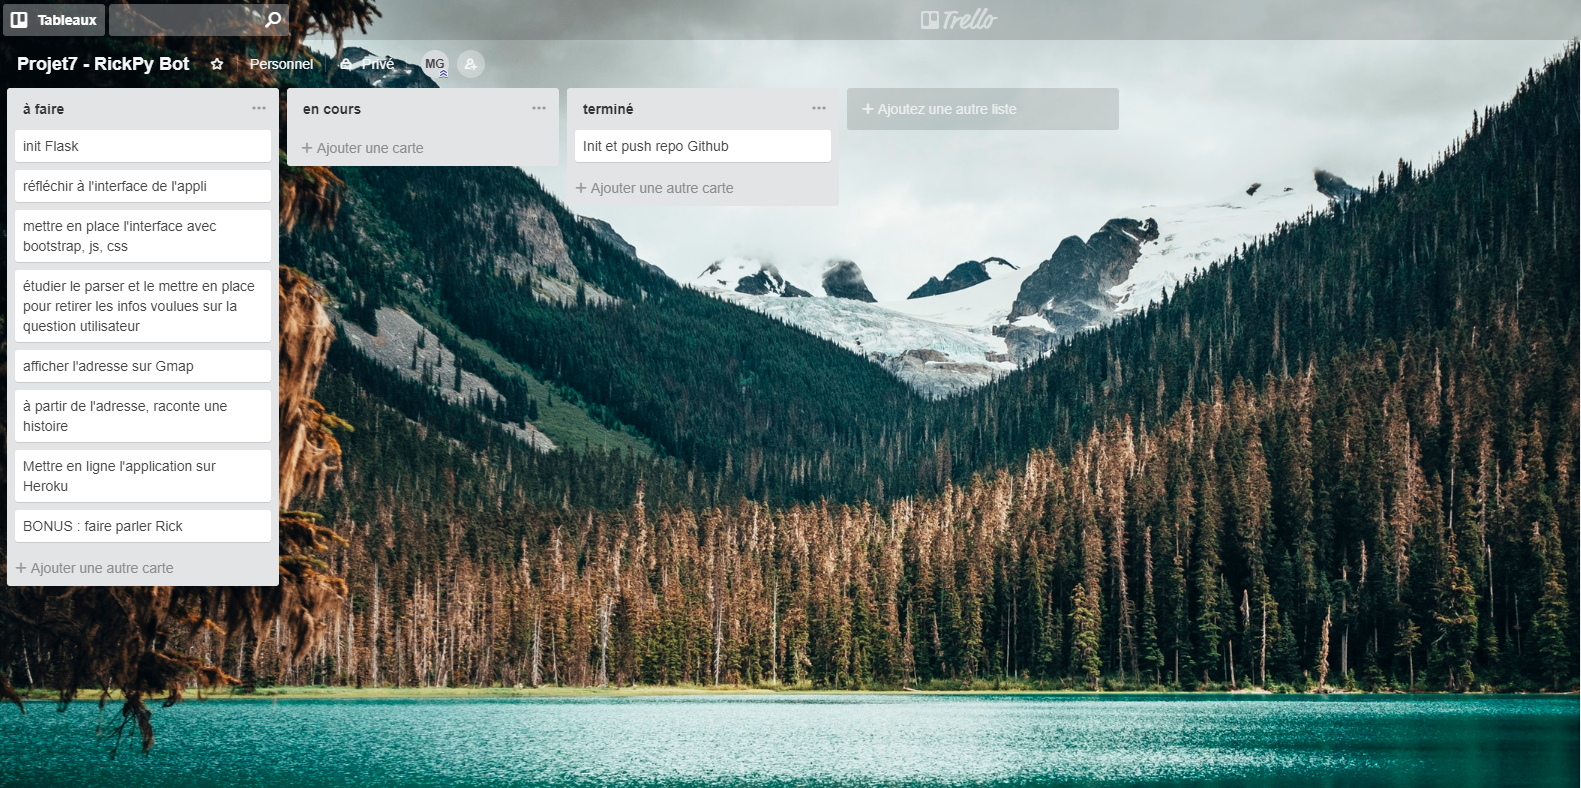 Tableaux
Trello
Projet7 - RickPy Bot
Personnel
Privé
MG
à faire
init Flask
réfléchir à l'interface de l'appli
mettre en place l'interface avec
bootstrap, js, css
étudier le parser et le mettre en place
pour retirer les infos voulues sur la
question utilisateur
afficher l'adresse sur Gmap
à partir de l'adresse, raconte une
histoire
Mettre en ligne l'application sur
Heroku
BONUS : faire parler Rick
+ Ajouter une autre carte
en cours
+ Ajouter une carte
terminé
Init et push repo Github
+ Ajouter une autre carte
+ Ajoutez une autre liste